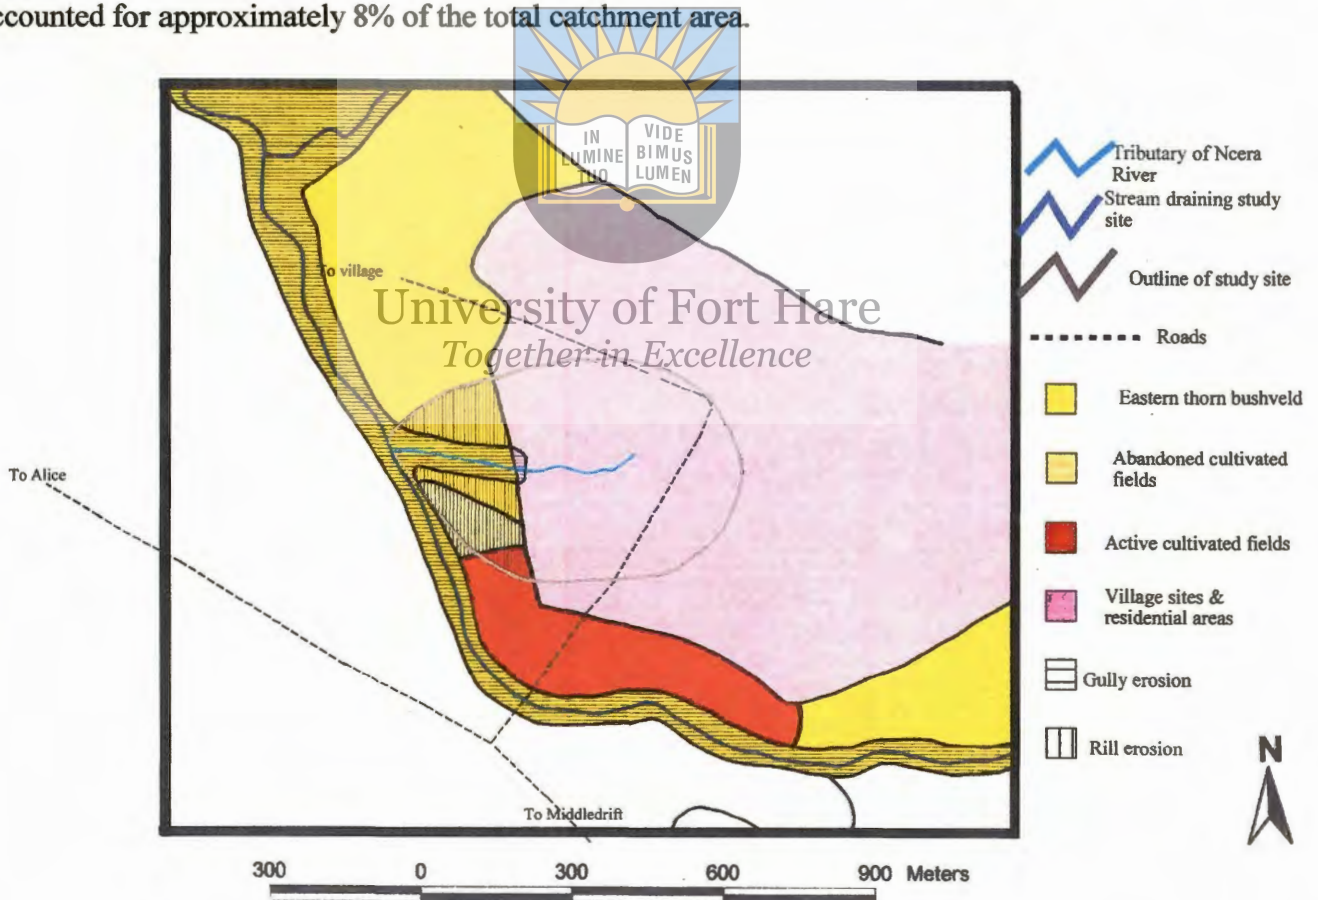 ccounted for approximately 8% of the total catchment area.
IN
LUMINE
TUO
VIDE
BIMUS
LUMEN
University of Fort Hare
Together in Excellence
To village
To Alice
To Middledrift
Tributary of Ncera
River
Stream draining study
site
Outline of study site
Roads
Eastern thorn bushveld
Abandoned cultivated
fields
Active cultivated fields
Village sites &
residential areas
Gully erosion
Rill erosion
N
300 0 300 600 900 Meters